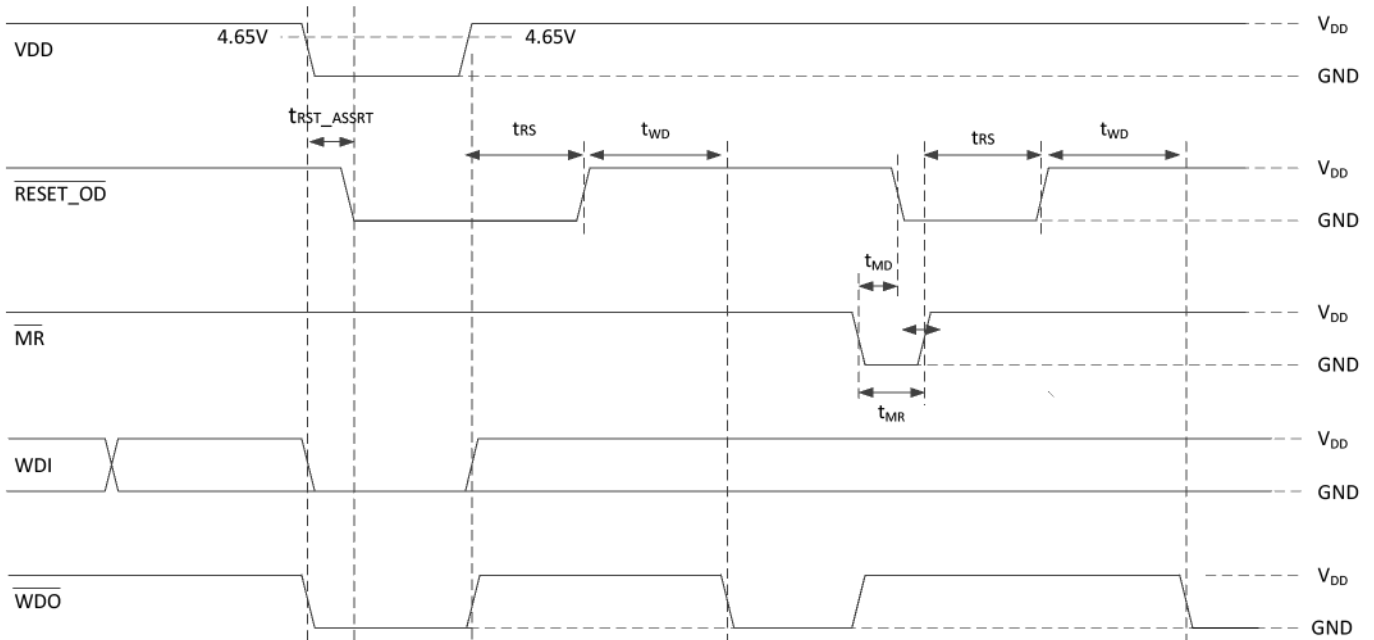 VDD
4.65V
4.65V
VDD
GND
tRST_ASSRT
tRS
tWD
tRS
tWD
RESET_OD
VDD
GND
tMD
MR
VDD
GND
tMR
WDI
VDD
GND
WDO
VDD
GND